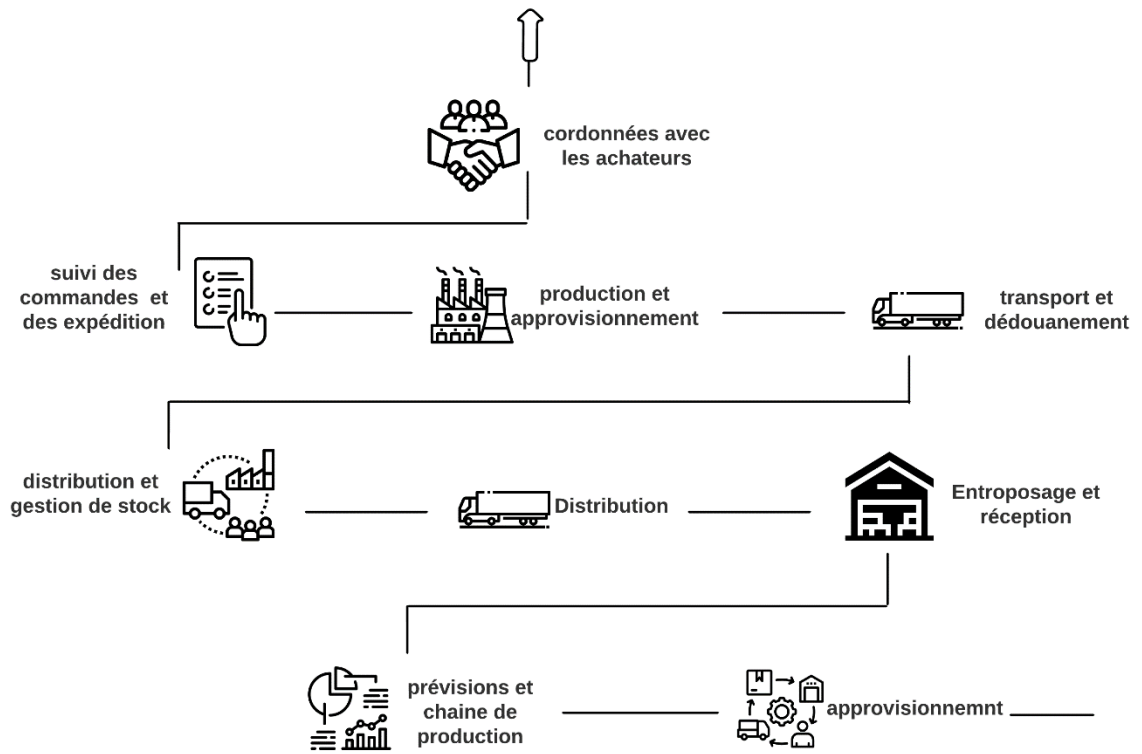 cordonnées avec
les achateurs
suivi des
commandes et
des expédition
production et
approvisionnement
transport et
dédouanement
distribution et
gestion de stock
Distribution
Entroposage et
réception
prévisions et
chaine de
production
approvisionnemnt